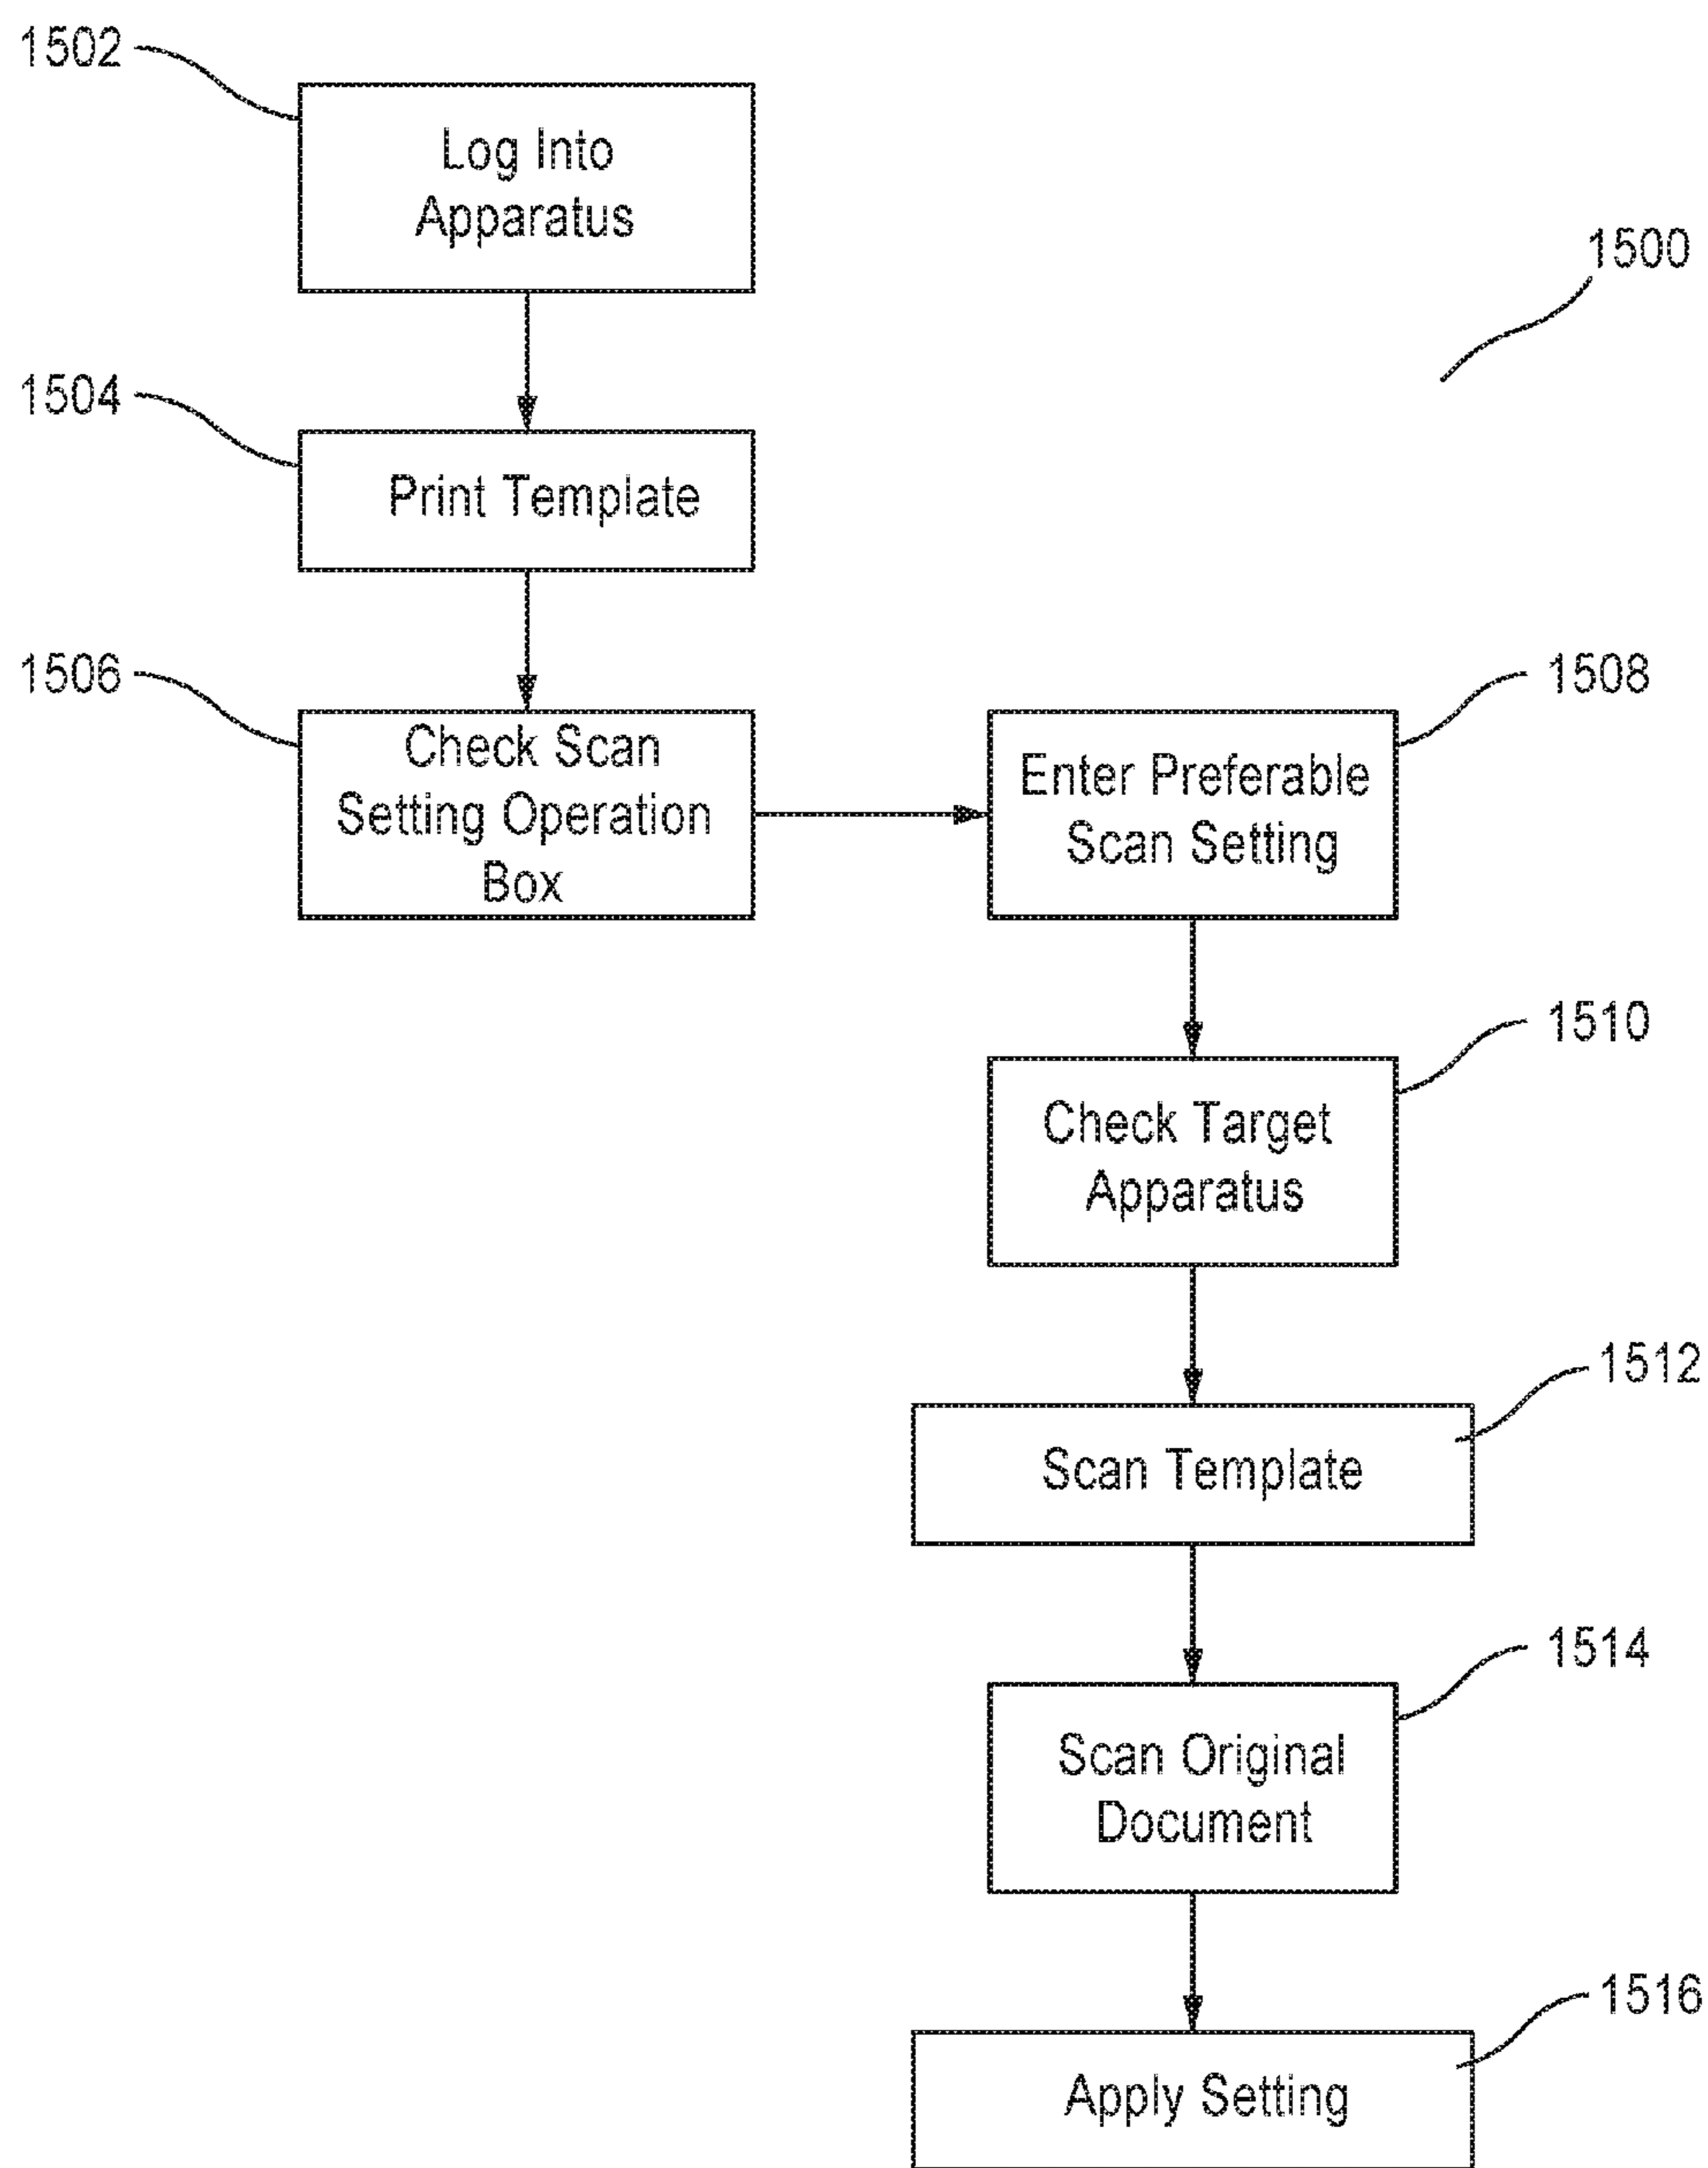 1502
Log Into
Apparatus
1500
1504
Print Template
1506
Check Scan
Setting Operation
Box
1508
Enter Preferable
Scan Setting
1510
Check Target
Apparatus
1512
Scan Template
1514
Scan Original
Document
1516
Apply Setting